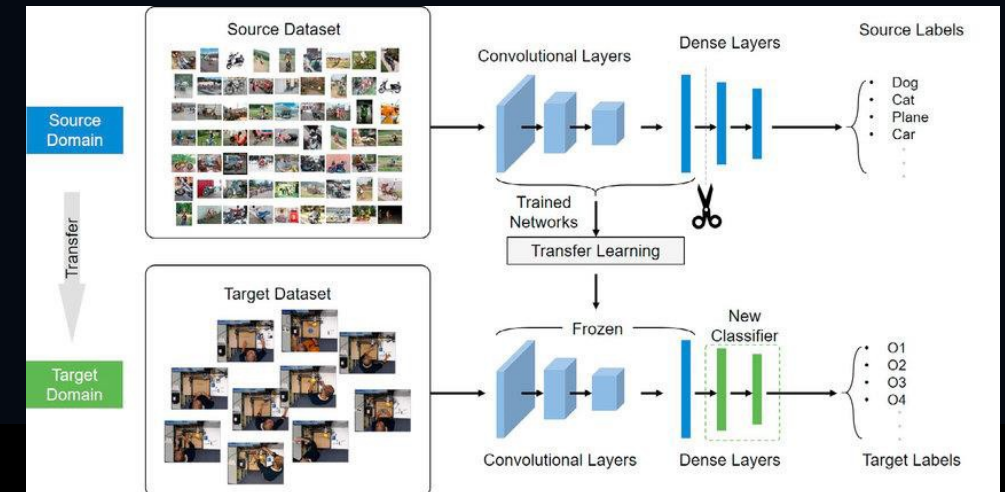 Source Dataset
Convolutional Layers
Dense Layers
Source Labels
Source
Domain
• Dog
• Cat
• Plane
• Car
Trained
Networks
Transfer Learning
Transfer
Target Dataset
Frozen
New
Classifier
Target
Domain
• O1
• O2
• O3
• O4
Convolutional Layers
Dense Layers
Target Labels